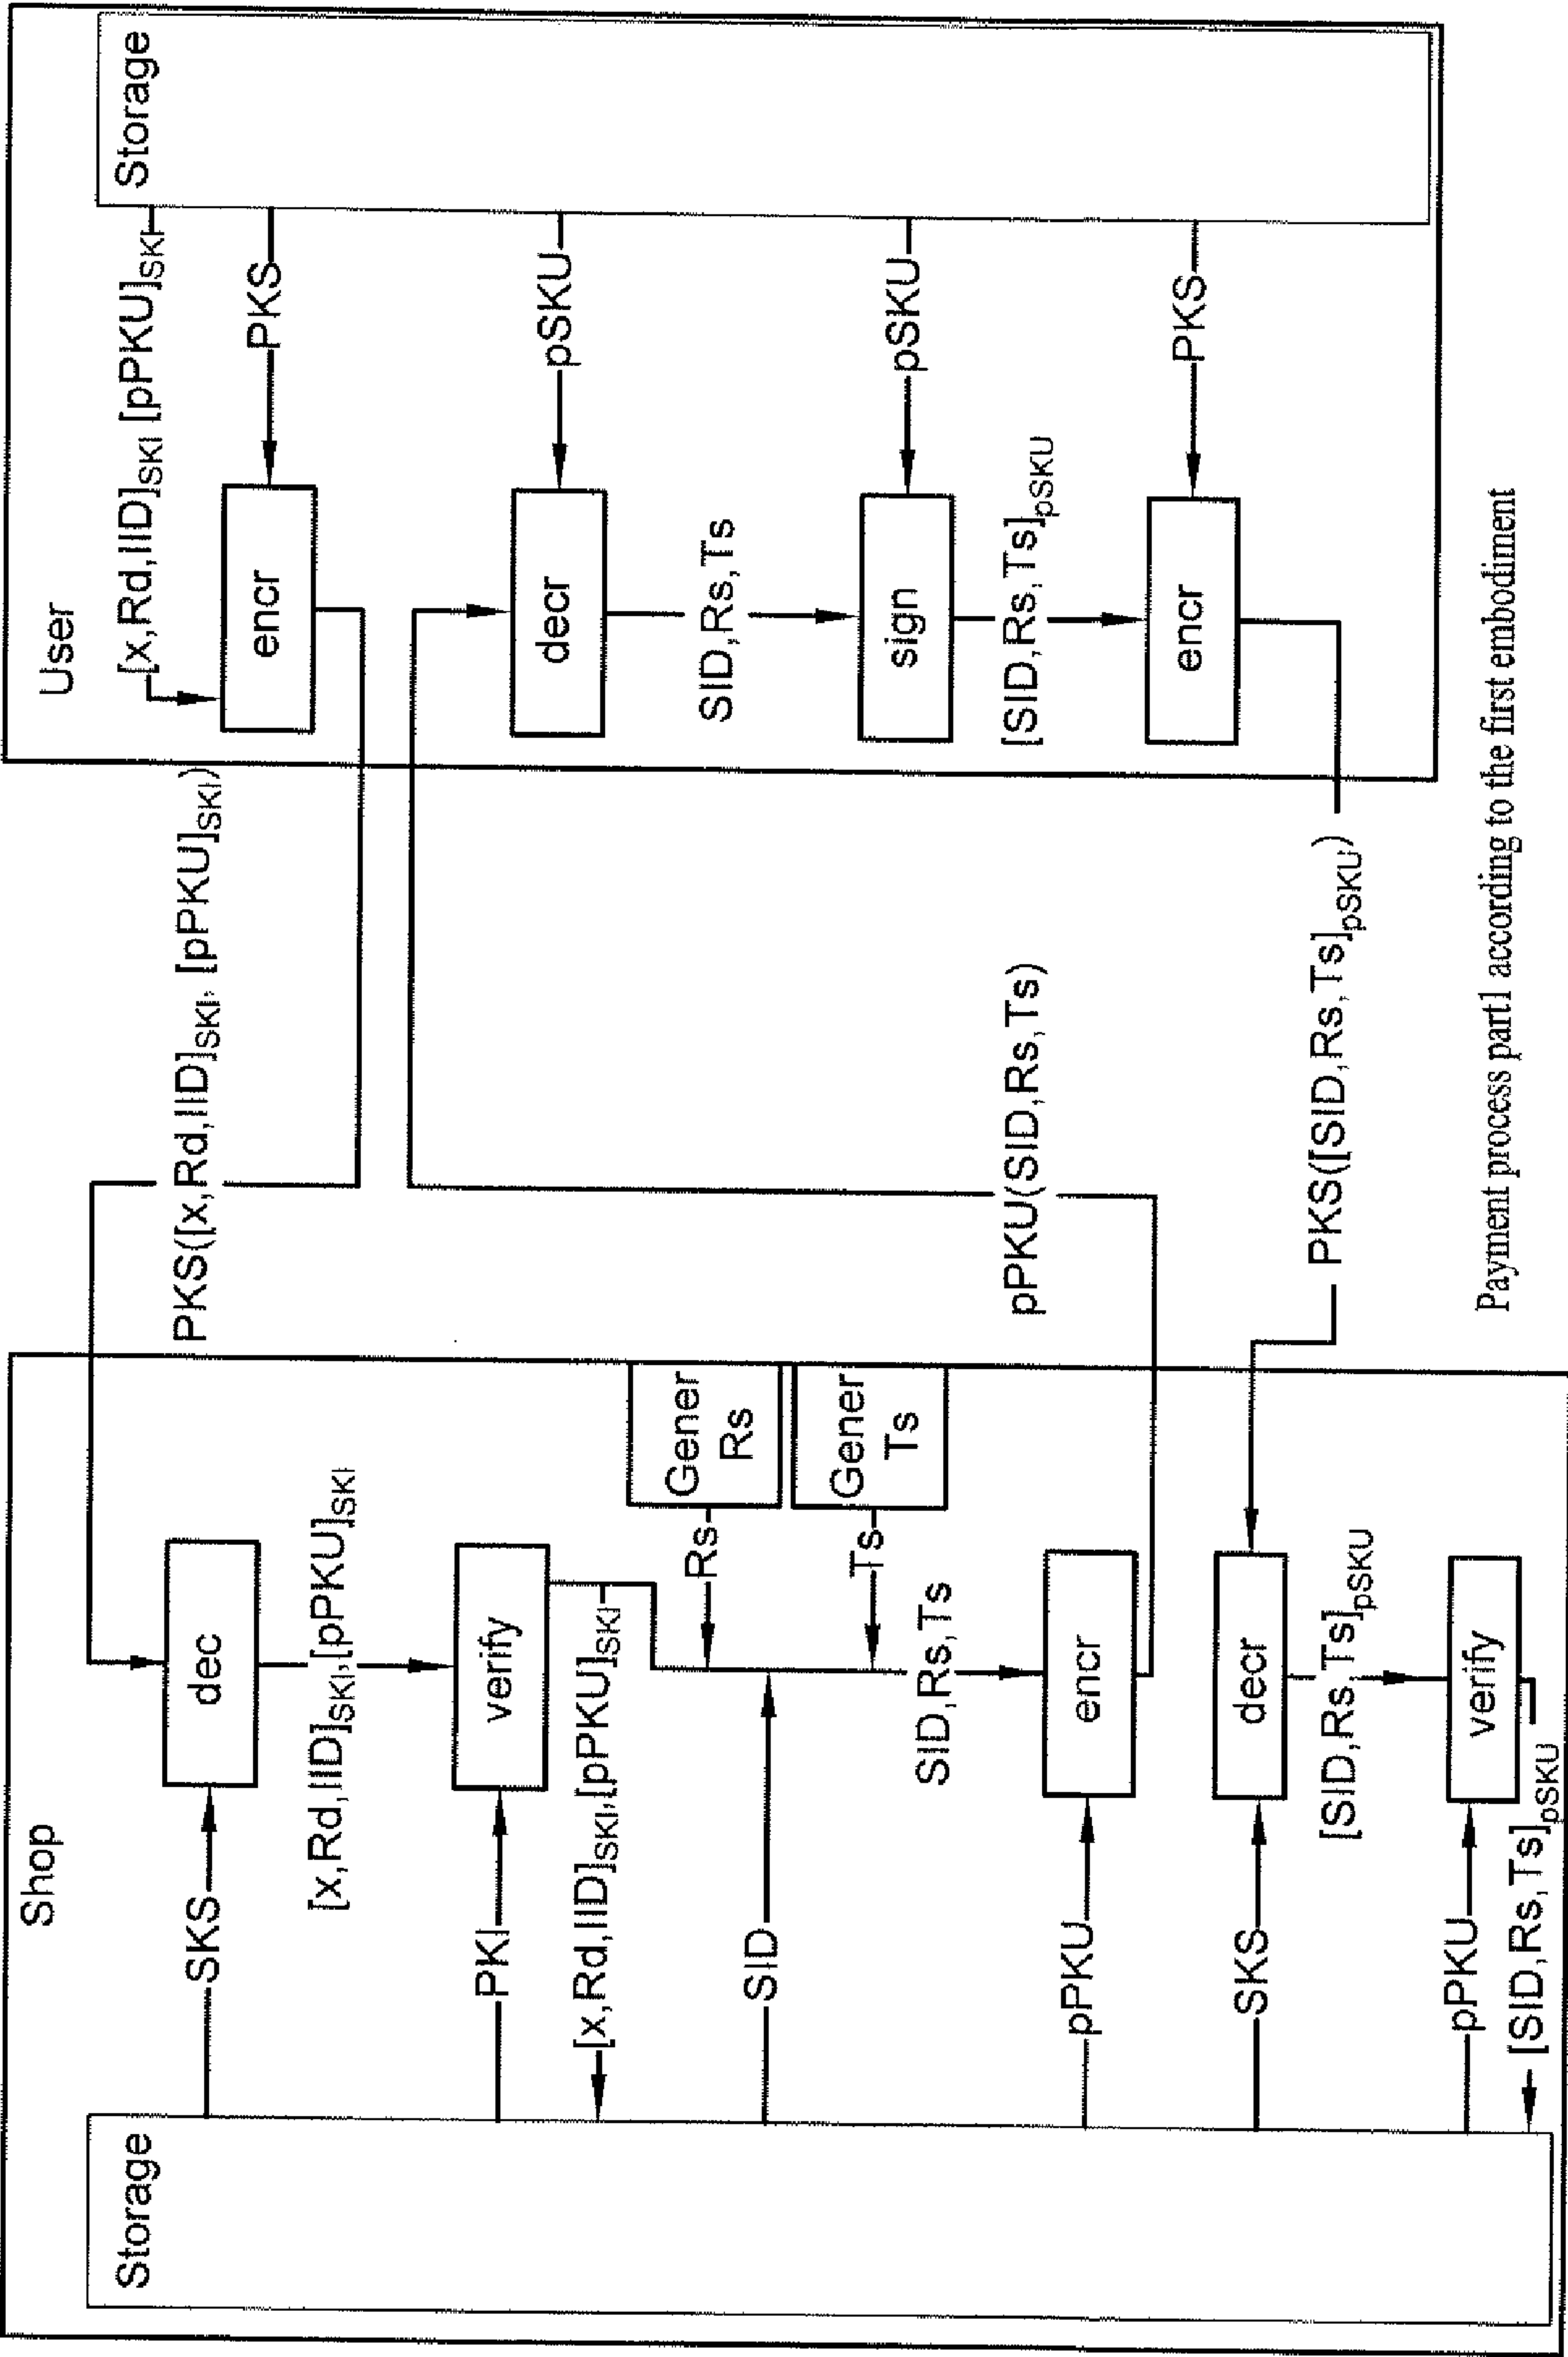 Shop
Storage
SKS
dec
[x,Rd,IID]SKI,[pPKU]SKI
PKI
verify
[x,Rd,IID]SKI,[pPKU]SKI
Gener
Rs
Rs
SID
Gener
Ts
Ts
SID,Rs,Ts
pPKU
encr
SKS
decr
[SID,Rs,Ts]pSKU
pPKU
verify
[SID,Rs,Ts]pSKU
PKS([x,Rd,IID]SKI, [pPKU]SKI)
pPKU(SID,Rs,Ts)
PKS([SID,Rs,Ts]pSKU)
User
Storage
[x,Rd,IID]SKI [pPKU]SKI
PKS
encr
pSKU
decr
SID,Rs,Ts
pSKU
sign
[SID,Rs,Ts]pSKU
PKS
encr
Payment process part1 according to the first embodiment